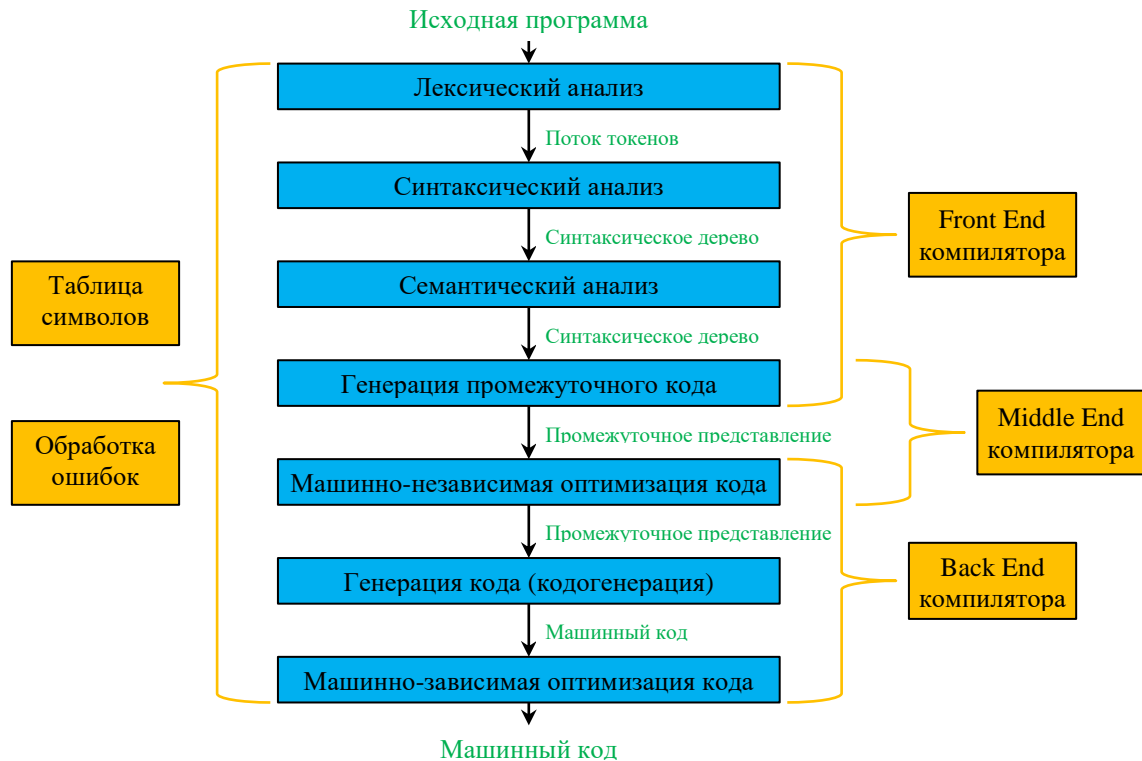 Исходная программа
Лексический анализ
Поток токенов
Синтаксический анализ
Front End
компилятора
Синтаксическое дерево
Таблица
символов
Семантический анализ
Синтаксическое дерево
Генерация промежуточного кода
Middle End
компилятора
Обработка
ошибок
Промежуточное представление
Машинно-независимая оптимизация кода
Промежуточное представление
Back End
компилятора
Генерация кода (кодогенерация)
Машинный код
Машинно-зависимая оптимизация кода
Машинный код